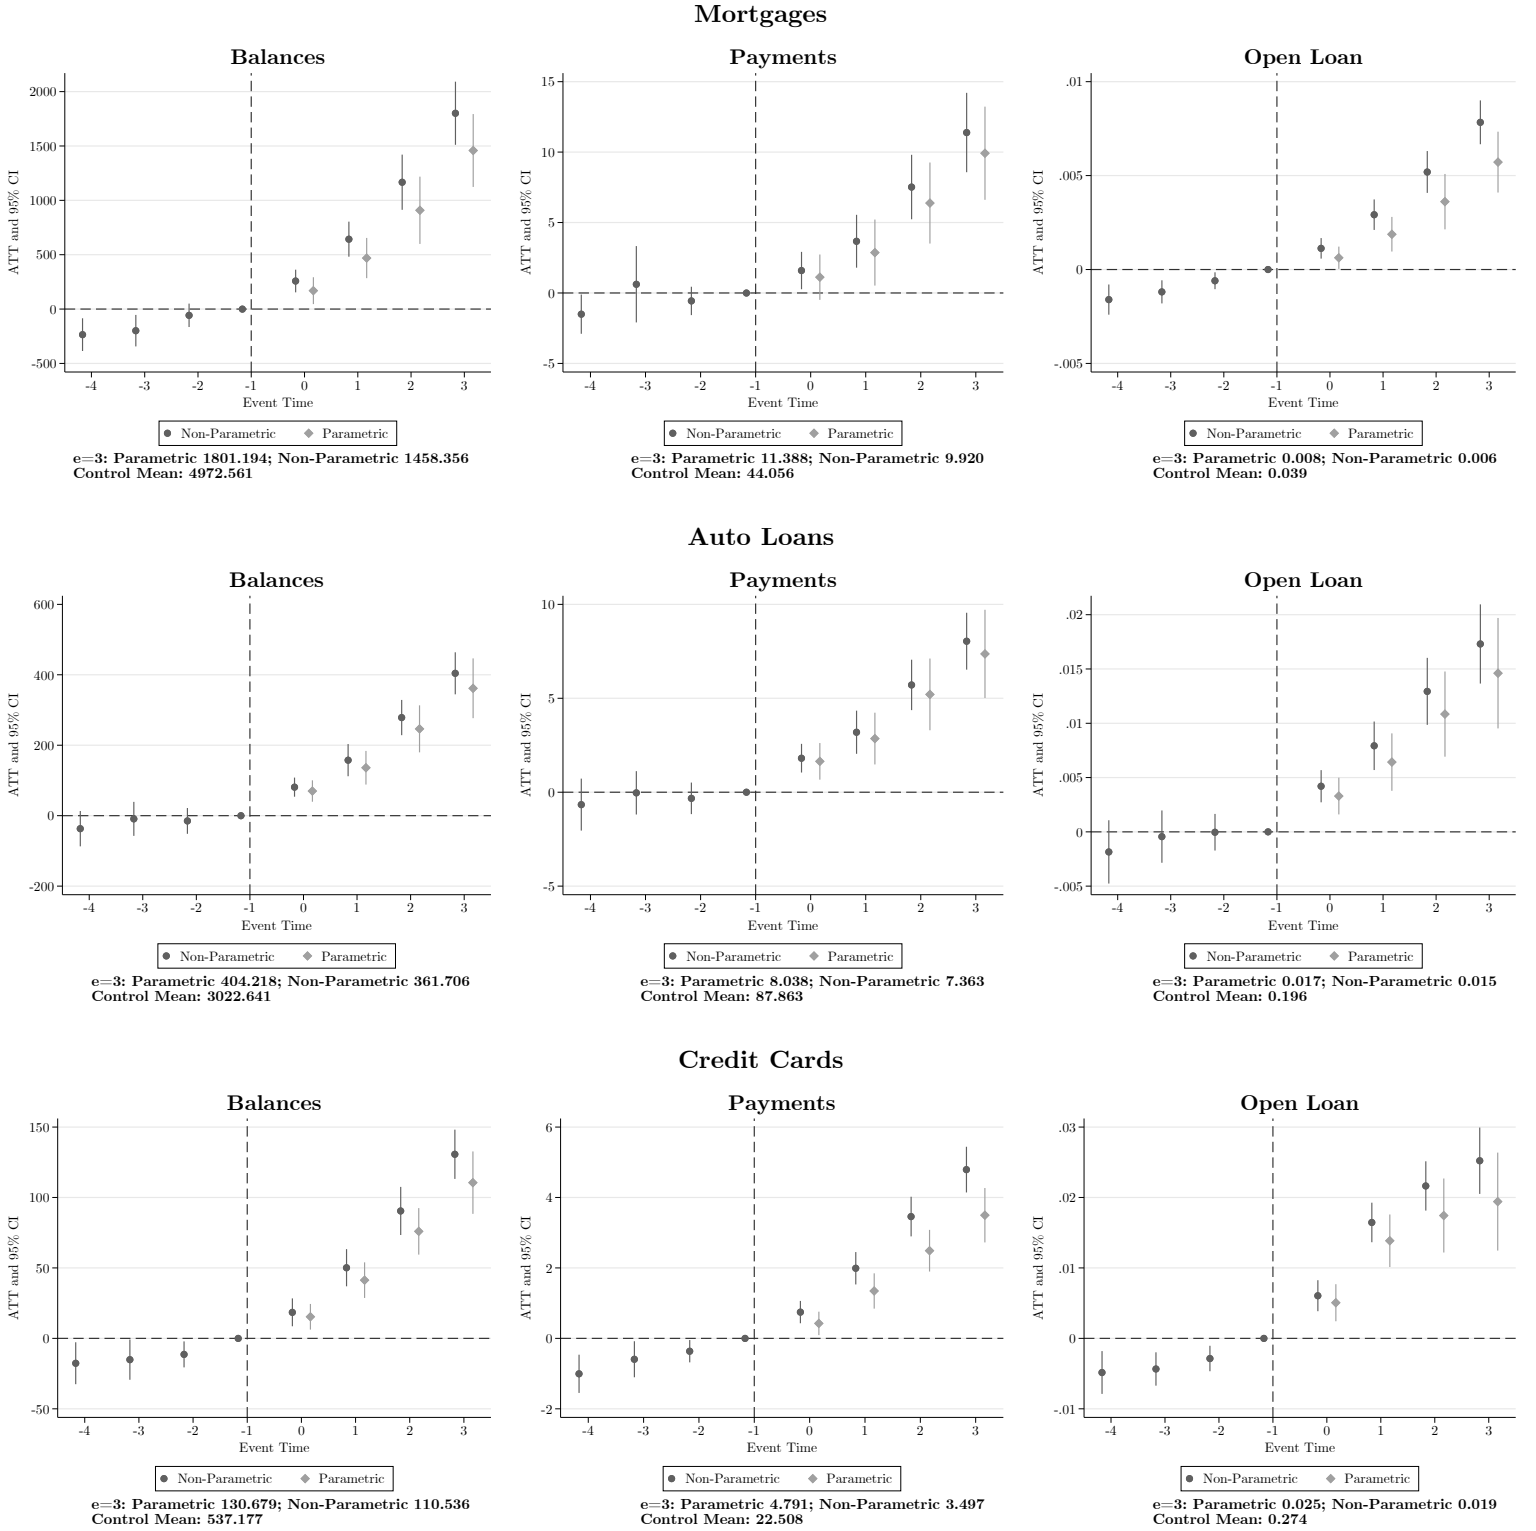 Mortgages
Balances
Payments
Open Loan
ATT and 95% CI
2000
1500
1000
500
0
-500
-4 -3 -2 -1 0 1 2 3
Event Time
Non-Parametric Parametric
e=3: Parametric 1801.194; Non-Parametric 1458.356
Control Mean: 4972.561
ATT and 95% CI
15
10
5
0
-5
-4 -3 -2 -1 0 1 2 3
Event Time
Non-Parametric Parametric
e=3: Parametric 11.388; Non-Parametric 9.920
Control Mean: 44.056
ATT and 95% CI
.01
.005
0
-.005
-4 -3 -2 -1 0 1 2 3
Event Time
Non-Parametric Parametric
e=3: Parametric 0.008; Non-Parametric 0.006
Control Mean: 0.039
Auto Loans
Balances
Payments
Open Loan
ATT and 95% CI
600
400
200
0
-200
-4 -3 -2 -1 0 1 2 3
Event Time
Non-Parametric Parametric
e=3: Parametric 404.218; Non-Parametric 361.706
Control Mean: 3022.641
ATT and 95% CI
10
5
0
-5
-4 -3 -2 -1 0 1 2 3
Event Time
Non-Parametric Parametric
e=3: Parametric 8.038; Non-Parametric 7.363
Control Mean: 87.863
ATT and 95% CI
.02
.015
.01
.005
0
-.005
-4 -3 -2 -1 0 1 2 3
Event Time
Non-Parametric Parametric
e=3: Parametric 0.017; Non-Parametric 0.015
Control Mean: 0.196
Credit Cards
Balances
Payments
Open Loan
ATT and 95% CI
150
100
50
0
-50
-4 -3 -2 -1 0 1 2 3
Event Time
Non-Parametric Parametric
e=3: Parametric 130.679; Non-Parametric 110.536
Control Mean: 537.177
ATT and 95% CI
6
4
2
0
-2
-4 -3 -2 -1 0 1 2 3
Event Time
Non-Parametric Parametric
e=3: Parametric 4.791; Non-Parametric 3.497
Control Mean: 22.508
ATT and 95% CI
.03
.02
.01
0
-.01
-4 -3 -2 -1 0 1 2 3
Event Time
Non-Parametric Parametric
e=3: Parametric 0.025; Non-Parametric 0.019
Control Mean: 0.274